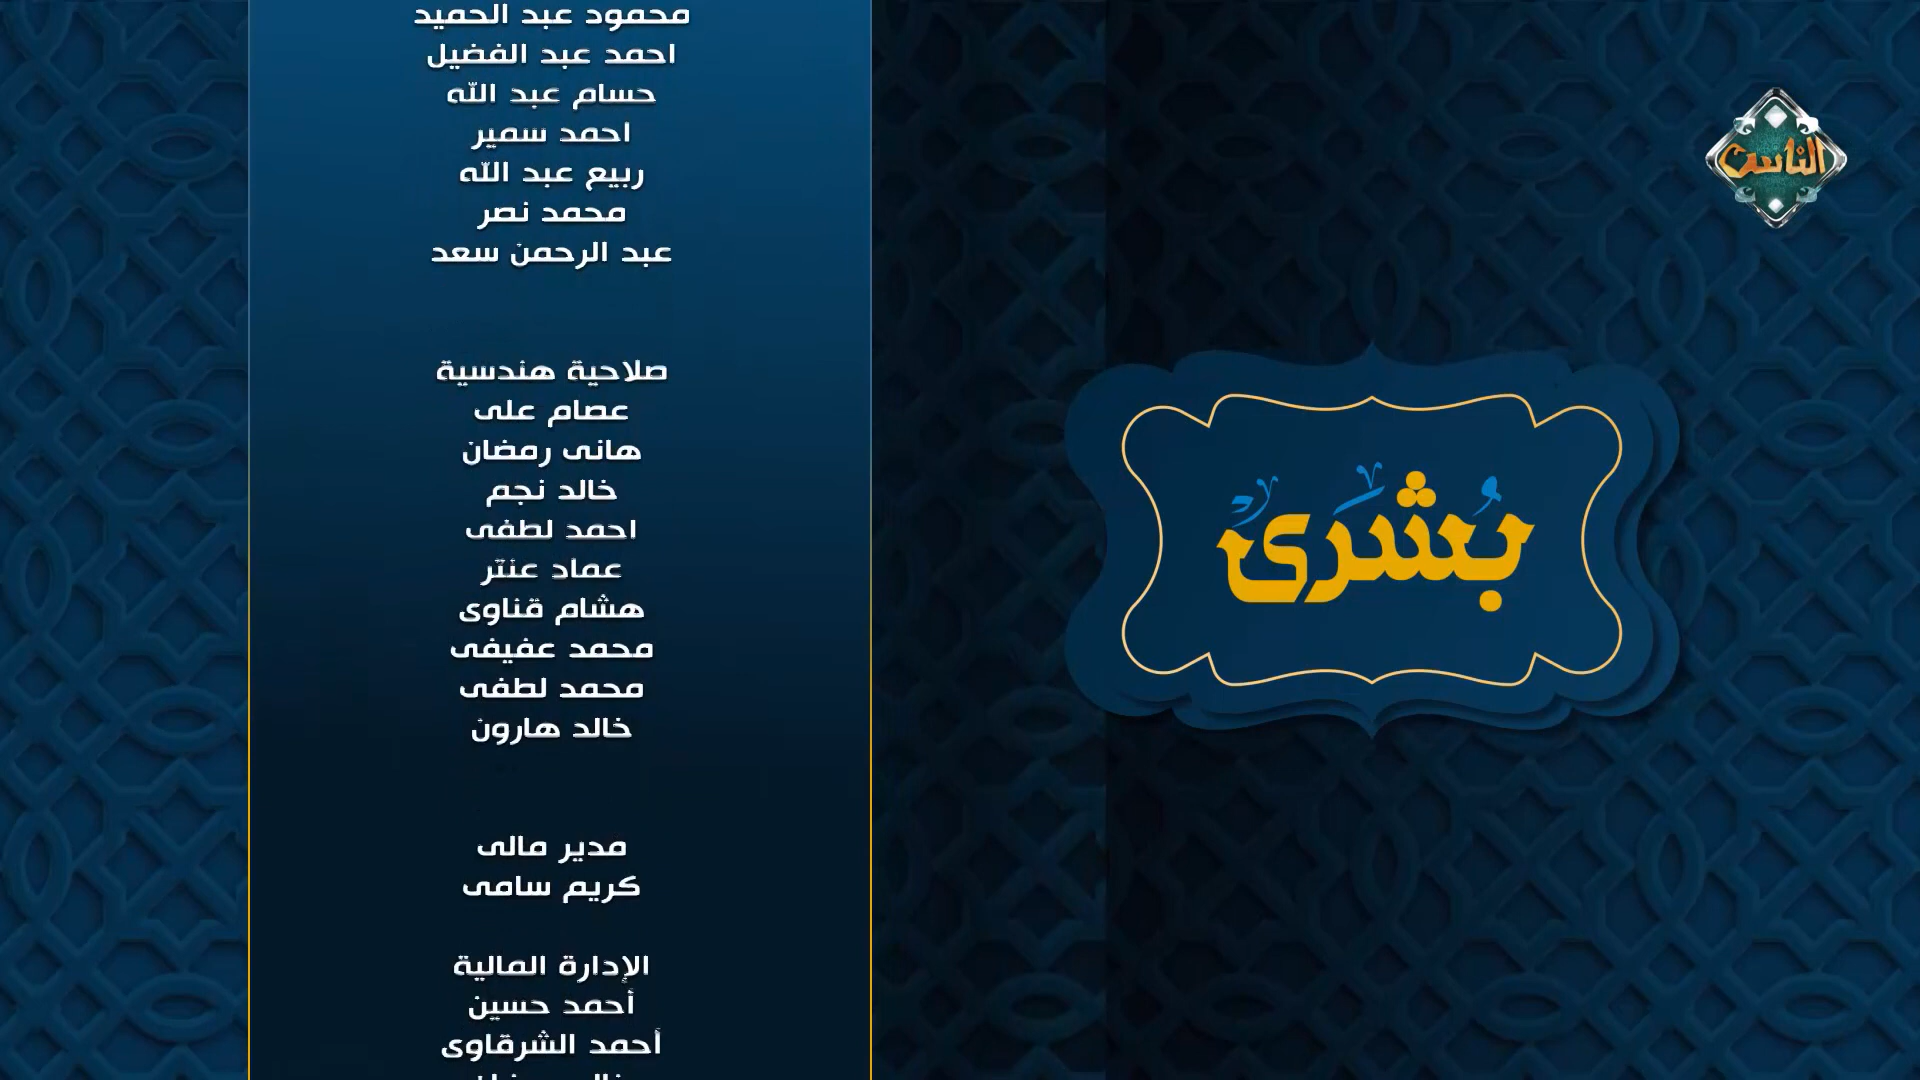 محمود عبد الحميد
احمد عبد الفضيل
حسام عبد الله
احمد سمير
ربيع عبد الله
محمد نصر
عبد الرحمن سعد
صلاحية هندسية
عصام على
هانى رمضان
خالد نجم
احمد لطفى
عماد عنتر
هشام قناوى
محمد عفيفى
محمد لطفى
خالد هارون
مدير مالى
كريم سامى
الإدارة المالية
أحمد حسين
أحمد الشرقاوى
الناس
بُشْرَىٰ